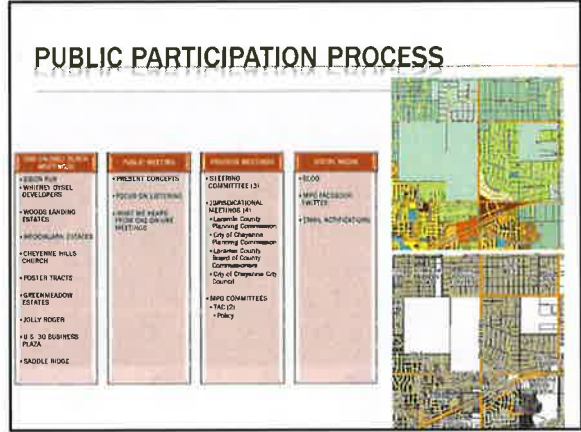 PUBLIC PARTICIPATION PROCESS
MEETINGS
• BISON RUN
• WHITNEY
DEVELOPERS
• WOODS LANDING
ESTATES
ESTATES
• CHEYENNE HILLS
CHURCH
• FOSTER TRACTS
• GREENMEADOW
ESTATES
• JOLLY ROGER
• U.S. 30 BUSINESS
PLAZA
• SADDLE RIDGE
PUBLIC MEETING
• PRESENT CONCEPTS
• FOCUS ON LISTENING
• WHAT WE HEARD
FROM ONE-ON-ONE
MEETINGS
MEETINGS
• STEERING
COMMITTEE (3)
• JURISDICATIONAL
MEETINGS (4)
• Laramie County
Planning Commission
• City of Cheyenne
Planning Commission
• Laramie County
Board of County
Commissioners
• City of Cheyenne City
Council
• MPO COMMITTEES
• TAC (2)
• Policy
SOCIAL MEDIA
• BLOG
• MPO FACEBOOK
TWITTER
• EMAIL NOTIFICATIONS